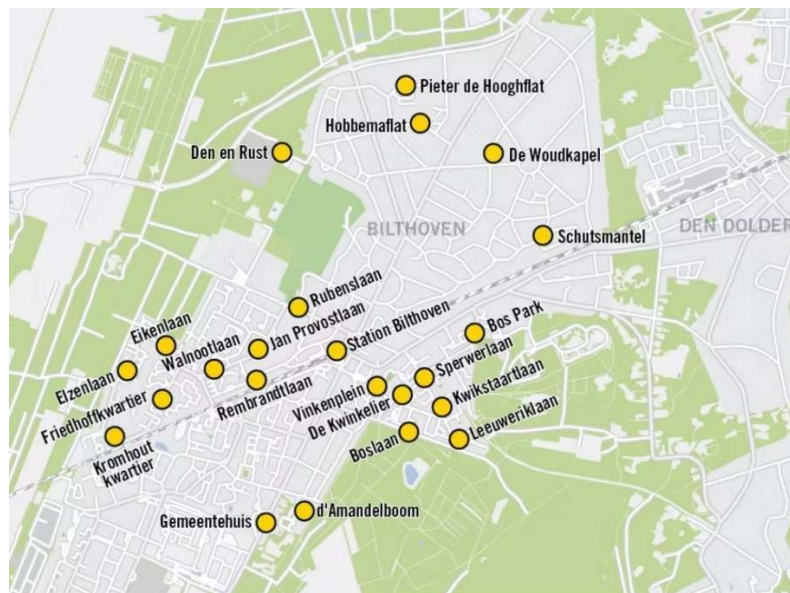 Pieter de Hooghflat
Hobbemaflat
Den en Rust
De Woudkapel
BILTHOVEN
DEN DOLDER
Schutsmantel
Rubenslaan
Eikenlaan
Walnootlaan
Jan Provostlaan
Station Bilthoven
Bos Park
Elzenlaan
Sperwerlaan
Friedhoffkwartier
Rembrandtlaan
Vinkenplein
De Kwinkelier
Kwikstaartlaan
Boslaan
Leeuweriklaan
Kromhout
kwartier
Gemeentehuis
d'Amandelboom